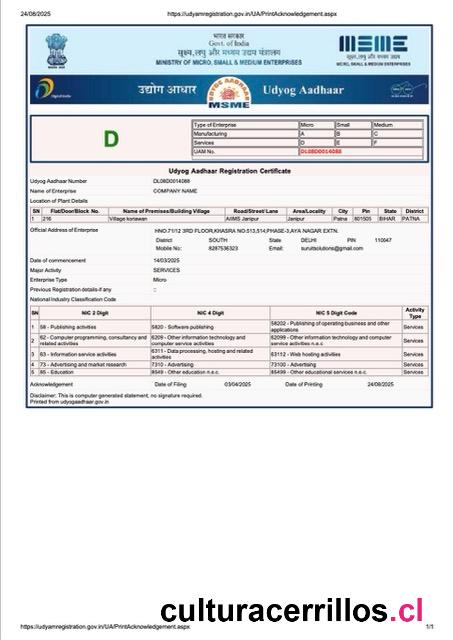 24/08/2025 https://udyamregistration.gov.in/UA/PrintAcknowledgement.aspx
भारत सरकार
Govt. of India
सूक्ष्म,लघु और मध्यम उद्यम मंत्रालय
MINISTRY OF MICRO, SMALL & MEDIUM ENTERPRISES
MICRO, SMALL & MEDIUM ENTERPRISES
Digital India
उद्योग आधार
UDYOG AADHAAR
MSME
Udyog Aadhaar
D
Type of Enterprise Micro Small Medium
Manufacturing A B C
Services D E F
UAM No. DL08D0014088
Udyog Aadhaar Registration Certificate
Udyog Aadhaar Number DL08D0014088
Name of Enterprise COMPANY NAME
Location of Plant Details
SN Flat/Door/Block No. Name of Premises/Building Village Road/Street/Lane Area/Locality City Pin State District
1 216 Village koriawan AIIMS Janipur Janipur Patna 801505 BIHAR PATNA
Official Address of Enterprise HNO.71/12 3RD FLOOR,KHASRA NO.513,514,PHASE-3,AYA NAGAR EXTN.
District SOUTH State DELHI PIN 110047
Mobile No: 8287536323 Email: suruitsolutions@gmail.com
Date of commencement 14/03/2025
Major Activity SERVICES
Enterprise Type Micro
Previous Registration details-if any ::
National Industry Classification Code
SN NIC 2 Digit NIC 4 Digit NIC 5 Digit Code Activity Type
1 58 - Publishing activities 5820 - Software publishing 58202 - Publishing of operating business and other applications Services
2 62 - Computer programming, consultancy and related activities 6209 - Other information technology and computer service activities 62099 - Other information technology and computer service activities n.e.c Services
3 63 - Information service activities 6311 - Data processing, hosting and related activities 63112 - Web hosting activities Services
4 73 - Advertising and market research 7310 - Advertising 73100 - Advertising Services
5 85 - Education 8549 - Other education n.e.c. 85499 - Other educational services n.e.c. Services
Acknowledgement Date of Filing 03/04/2025 Date of Printing 24/08/2025
Disclaimer: This is computer generated statement, no signature required.
Printed from udyogaadhaar.gov.in
culturacerrillos.cl
https://udyamregistration.gov.in/UA/PrintAcknowledgement.aspx 1/1